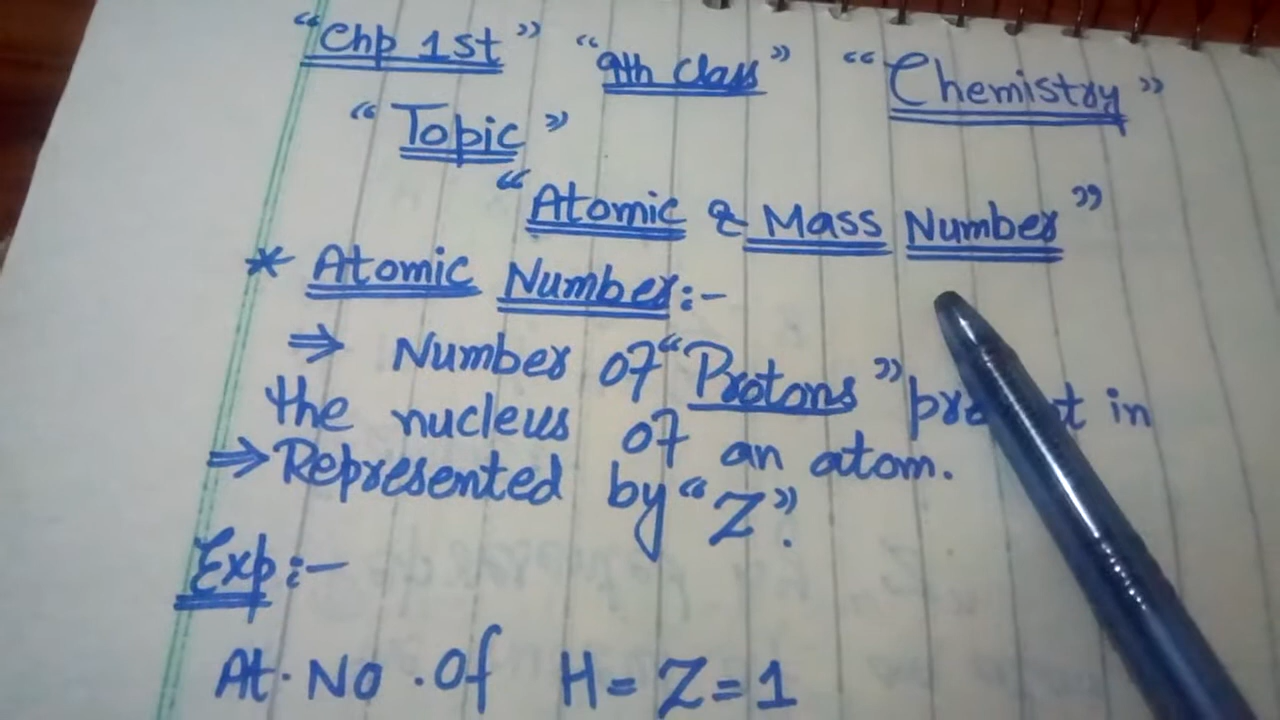 "Chp 1st" "9th Class" "Chemistry"
"Topic"
"Atomic & Mass Number"
* Atomic Number:-
⇒ Number of "Protons" present in
the nucleus of an atom.
⇒ Represented by "Z".
Exp:-
At. No. of H = Z = 1